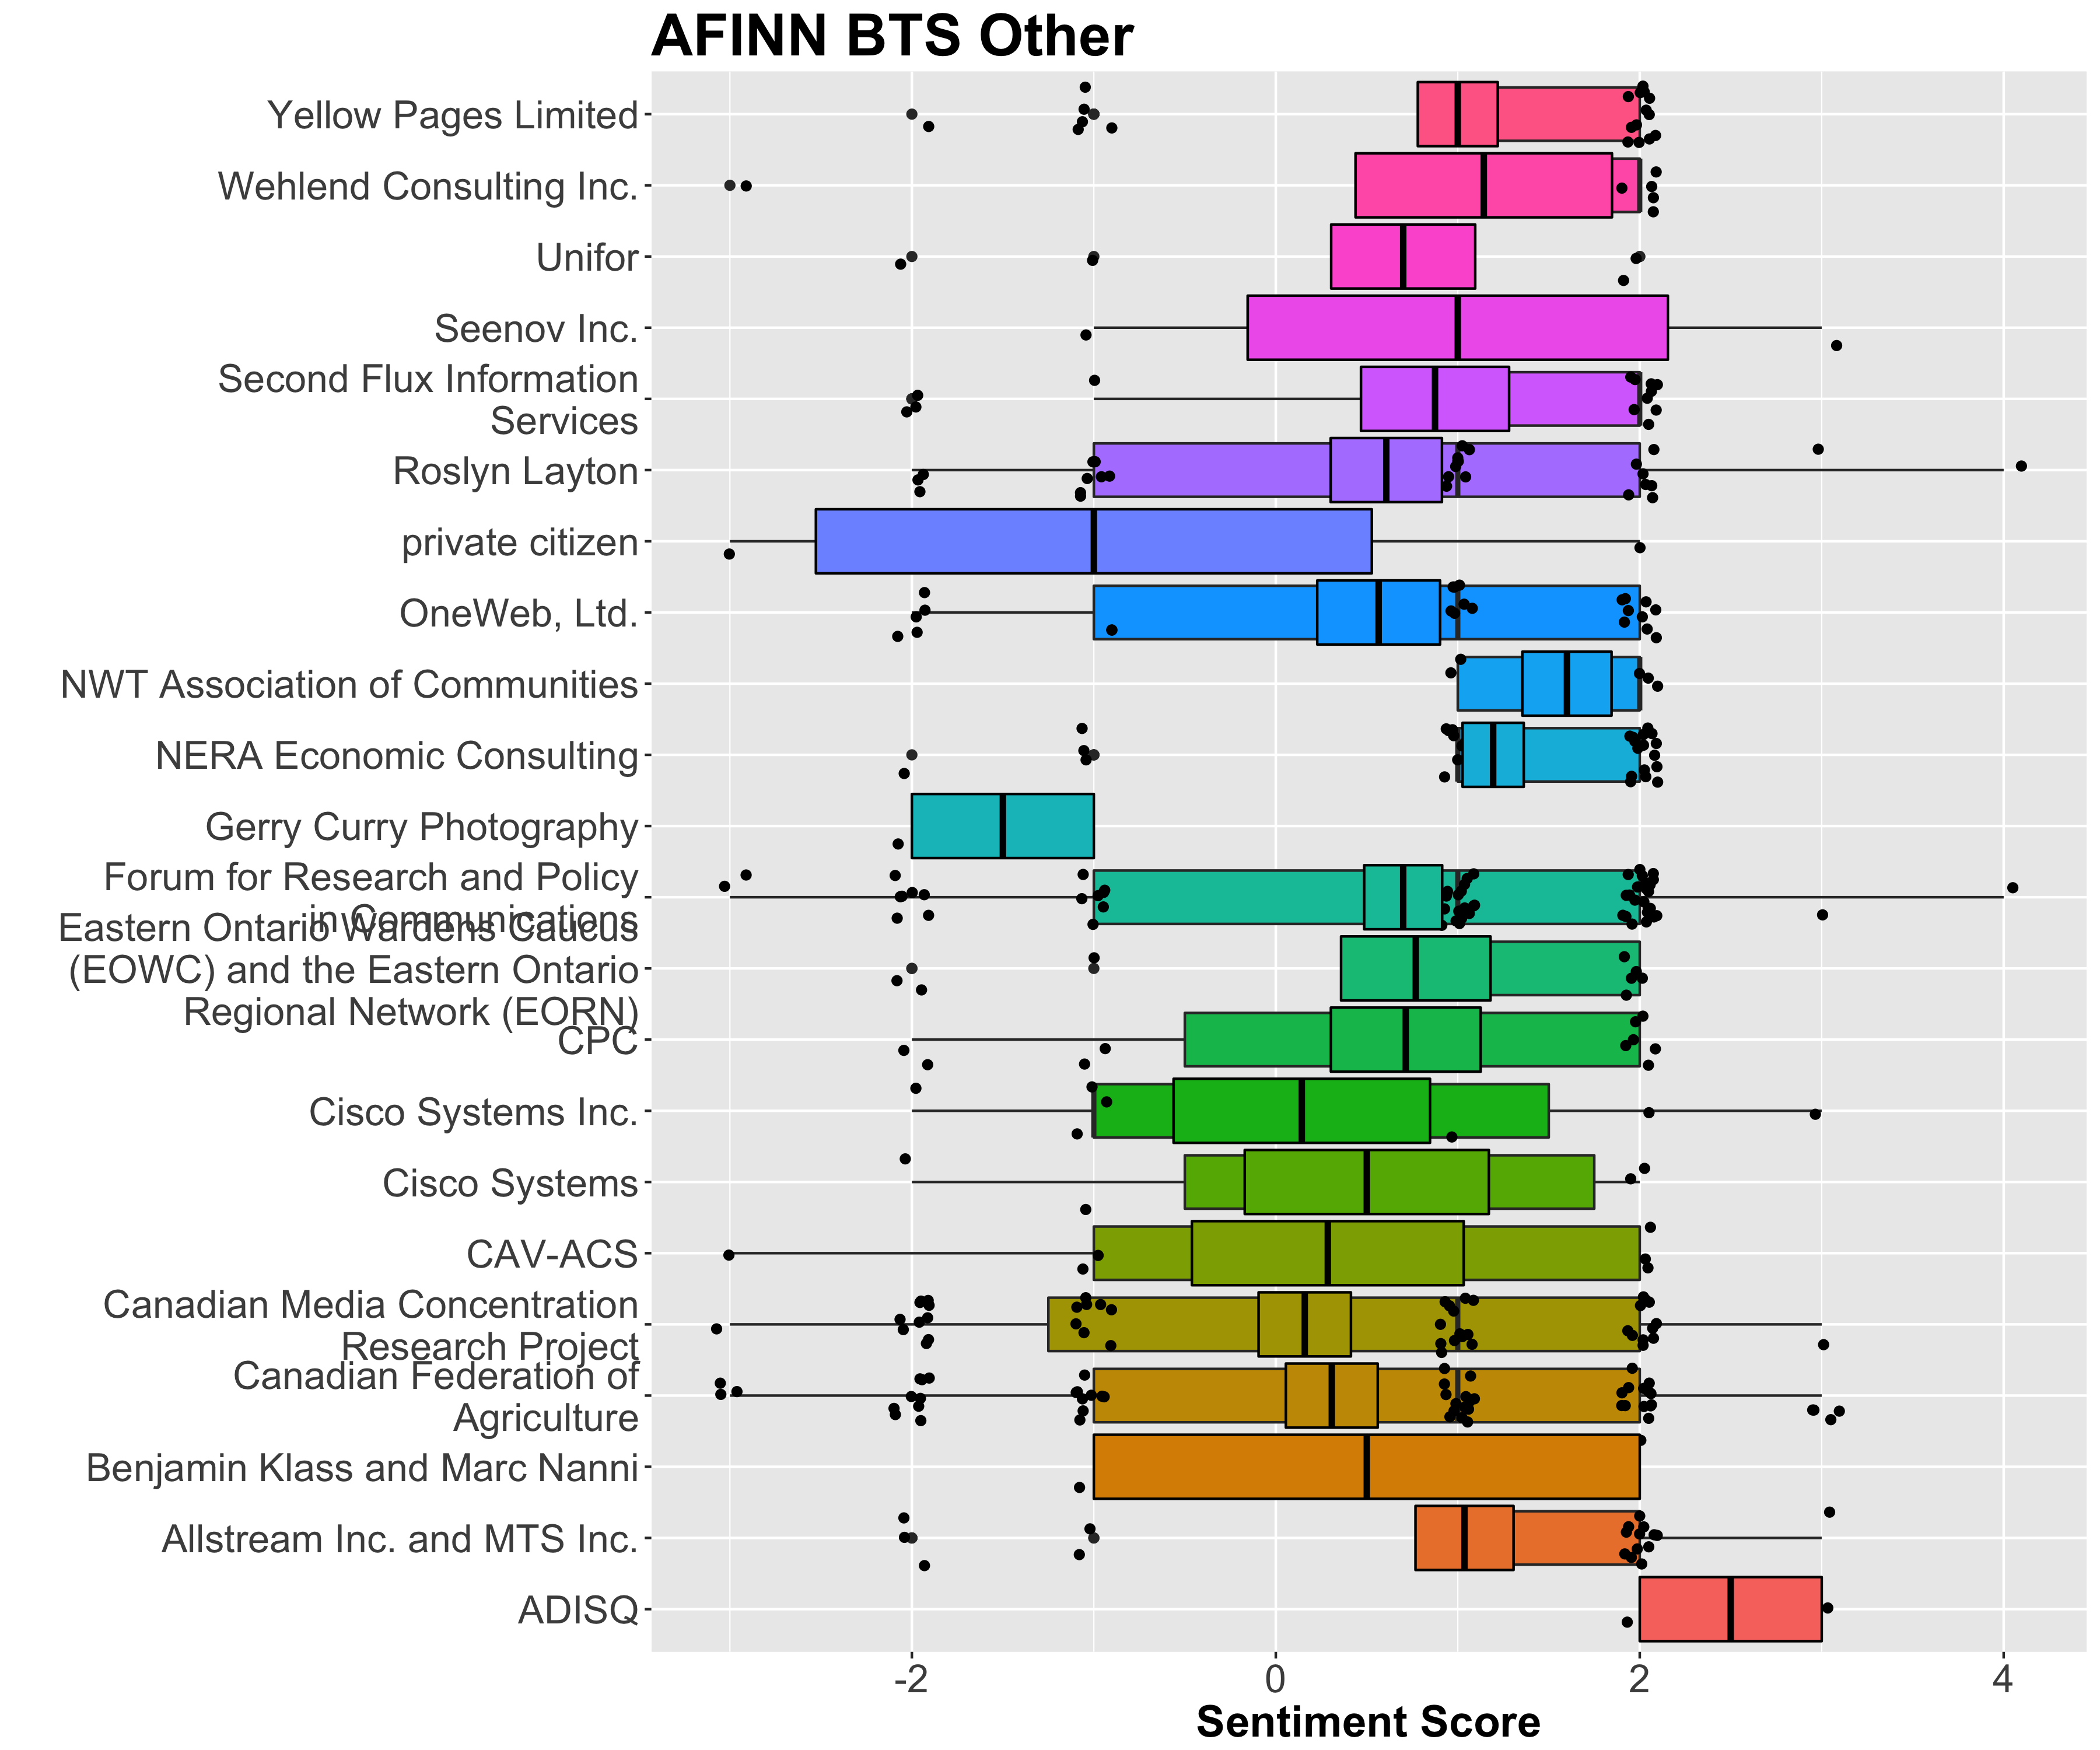 AFINN BTS Other
Yellow Pages Limited
Wehlend Consulting Inc.
Unifor
Seenov Inc.
Second Flux Information
Services
Roslyn Layton
private citizen
OneWeb, Ltd.
NWT Association of Communities
NERA Economic Consulting
Gerry Curry Photography
Forum for Research and Policy
in Communications
Eastern Ontario Wardens Caucus
(EOWC) and the Eastern Ontario
Regional Network (EORN)
CPC
Cisco Systems Inc.
Cisco Systems
CAV-ACS
Canadian Media Concentration
Research Project
Canadian Federation of
Agriculture
Benjamin Klass and Marc Nanni
Allstream Inc. and MTS Inc.
ADISQ
-2 0 2 4
Sentiment Score